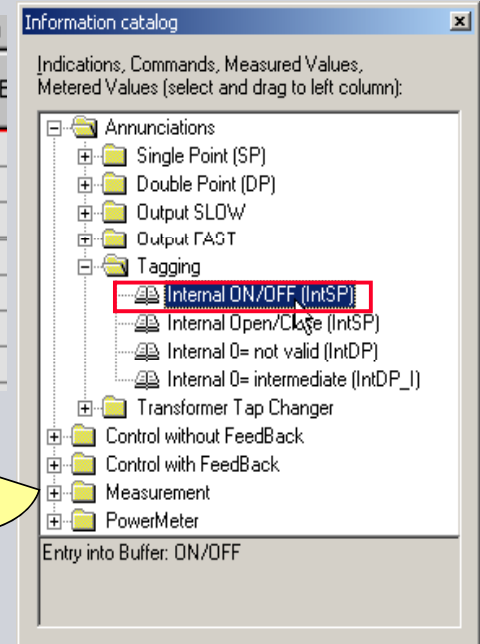 Information catalog
Indications, Commands, Measured Values,
Metered Values (select and drag to left column):
Annunciations
Single Point (SP)
Double Point (DP)
Output SLOW
Output FAST
Tagging
Internal ON/OFF (IntSP)
Internal Open/Close (IntSP)
Internal 0= not valid (IntDP)
Internal 0= intermediate (IntDP_I)
Transformer Tap Changer
Control without FeedBack
Control with FeedBack
Measurement
PowerMeter
Entry into Buffer: ON/OFF